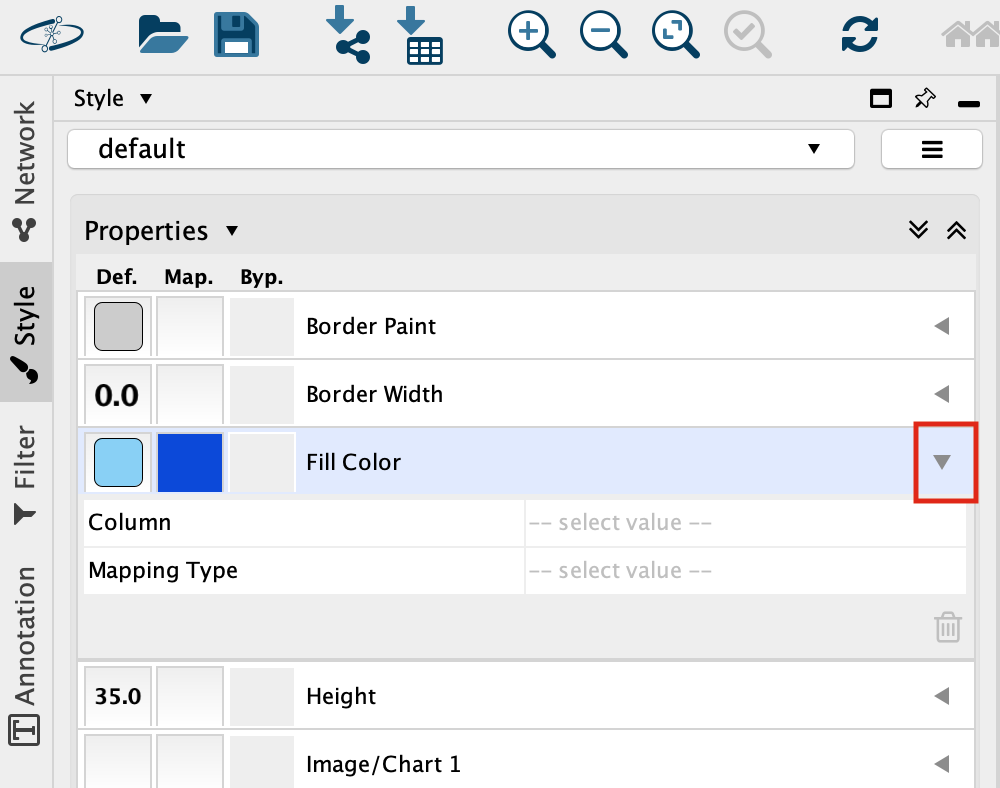 Style
default
Properties
Def. Map. Byp.
Border Paint
0.0 Border Width
Fill Color
Column -- select value --
Mapping Type -- select value --
35.0 Height
Image/Chart 1
Network
Style
Filter
Annotation